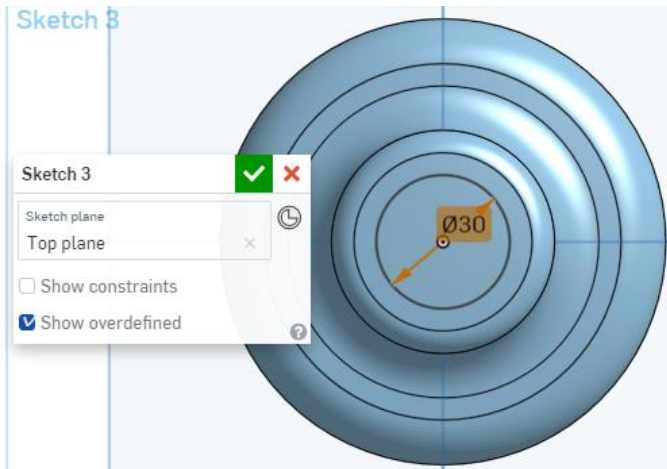 Sketch 3
Sketch 3
Sketch plane
Top plane
Show constraints
Show overdefined
Ø30